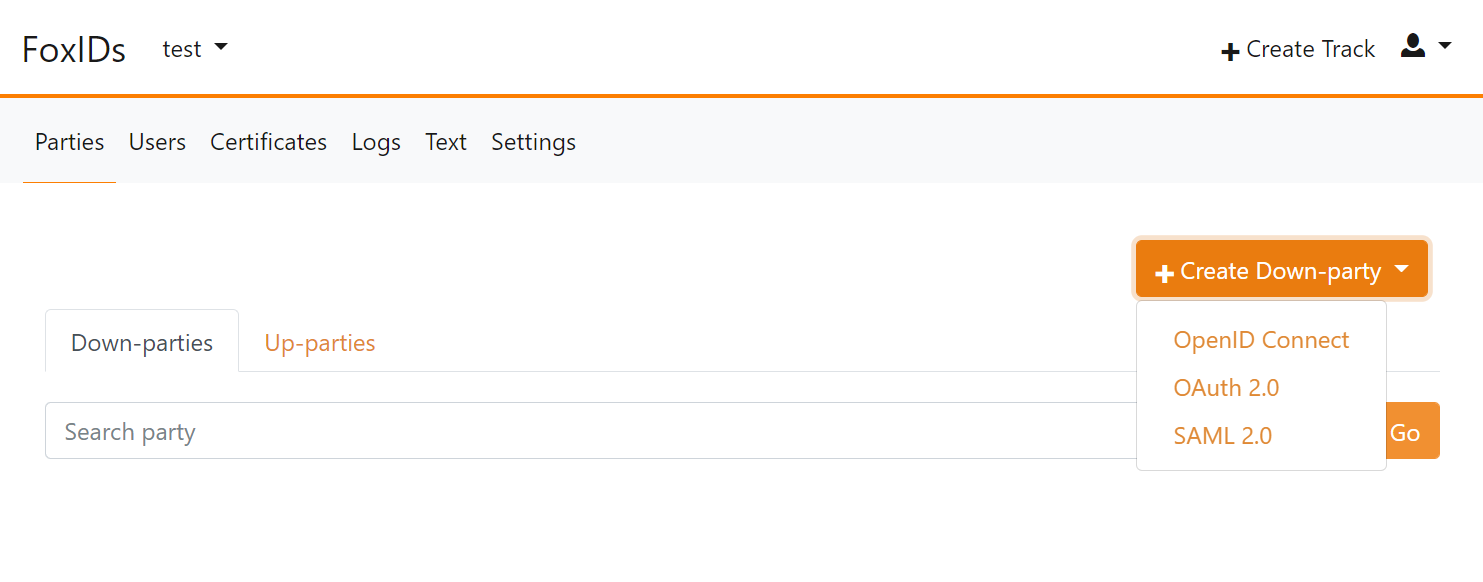 FoxIDs test Create Track
Parties Users Certificates Logs Text Settings
Create Down-party
OpenID Connect
OAuth 2.0
SAML 2.0
Down-parties Up-parties
Search party Go